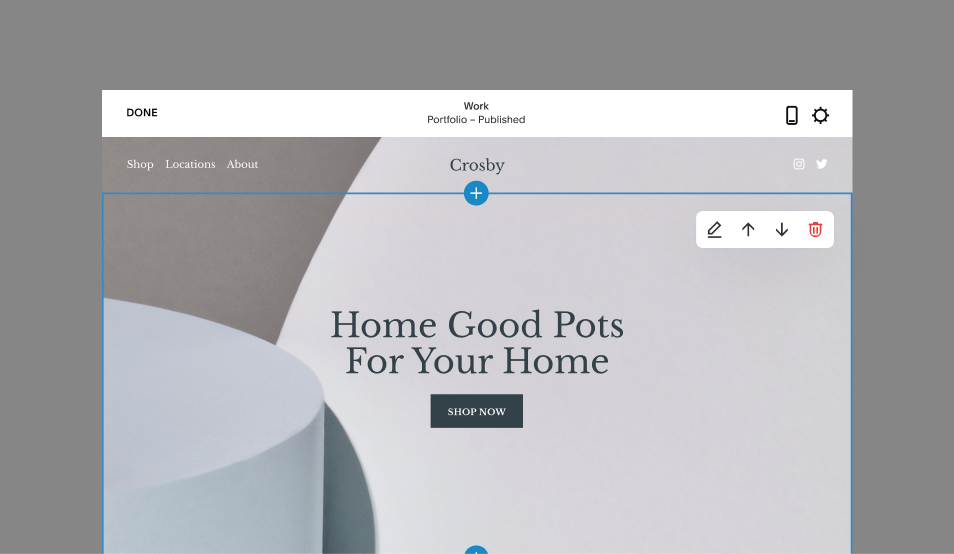 DONE
Work
Portfolio – Published
Shop Locations About
Crosby
Home Good Pots
For Your Home
SHOP NOW